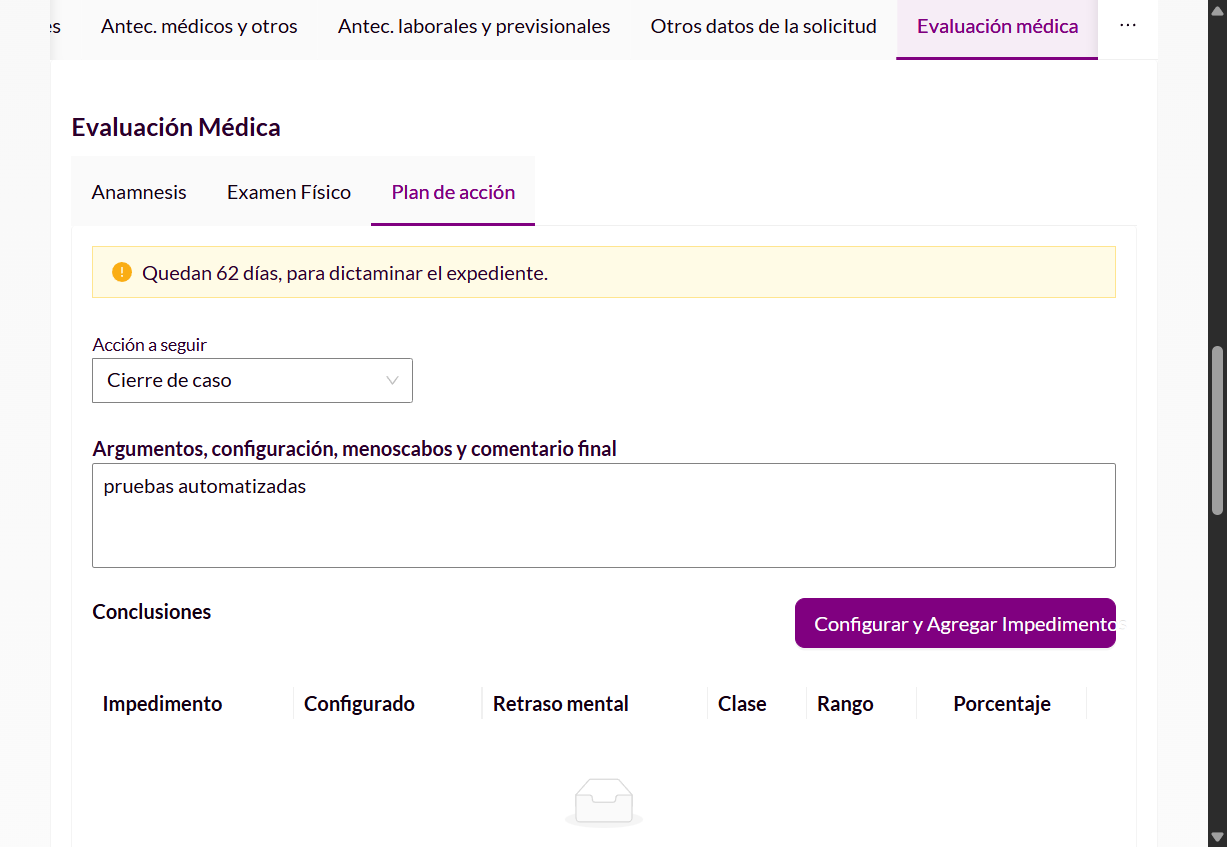 es Antec. médicos y otros Antec. laborales y previsionales Otros datos de la solicitud Evaluación médica ...
Evaluación Médica
Anamnesis Examen Físico Plan de acción
Quedan 62 días, para dictaminar el expediente.
Acción a seguir
Cierre de caso
Argumentos, configuración, menoscabos y comentario final
pruebas automatizadas
Conclusiones
Configurar y Agregar Impedimentos
Impedimento Configurado Retraso mental Clase Rango Porcentaje